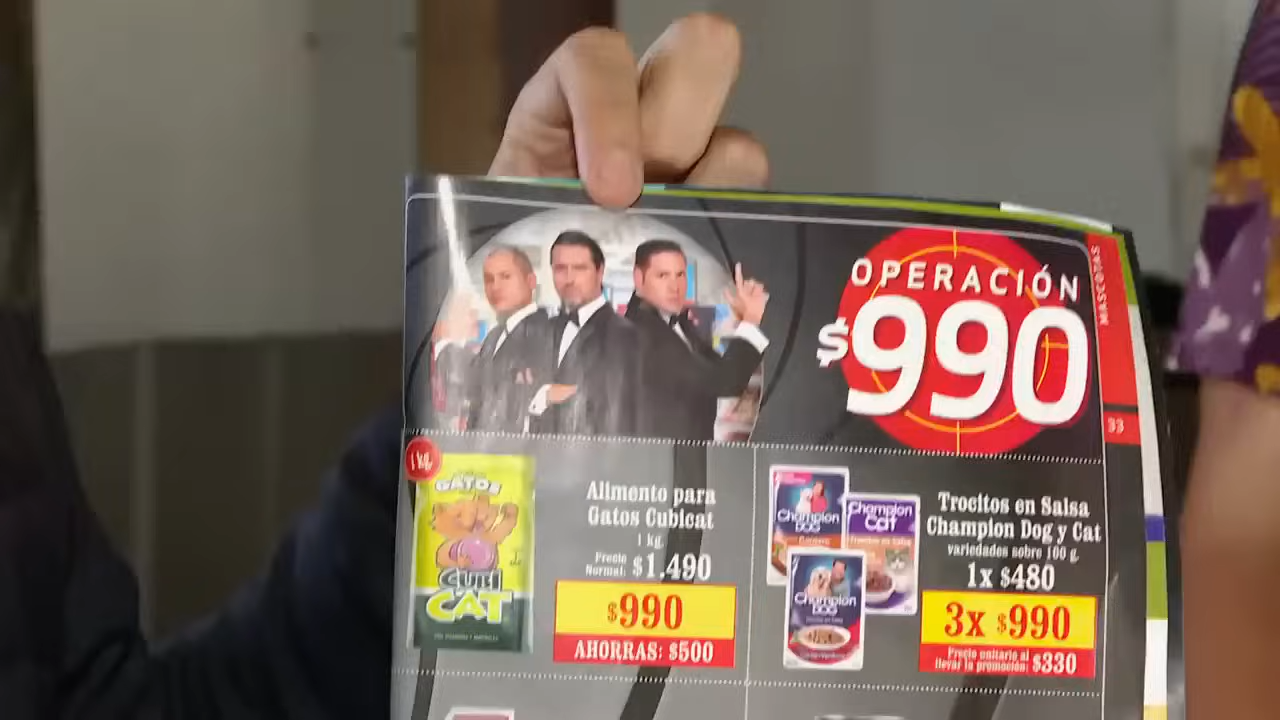 OPERACIÓN
$990
MASCOTAS
33
1 kg.
GATOS
CUBI
CAT
Alimento para
Gatos Cubicat
1 kg.
Precio
Normal: $1.490
$990
AHORRAS: $500
Champion
DOG
Champion
Cat
Champion
DOG
Trocitos en Salsa
Champion Dog y Cat
variedades sobre 100 g.
1x $480
3x $990
Precio unitario al
llevar la promoción: $330